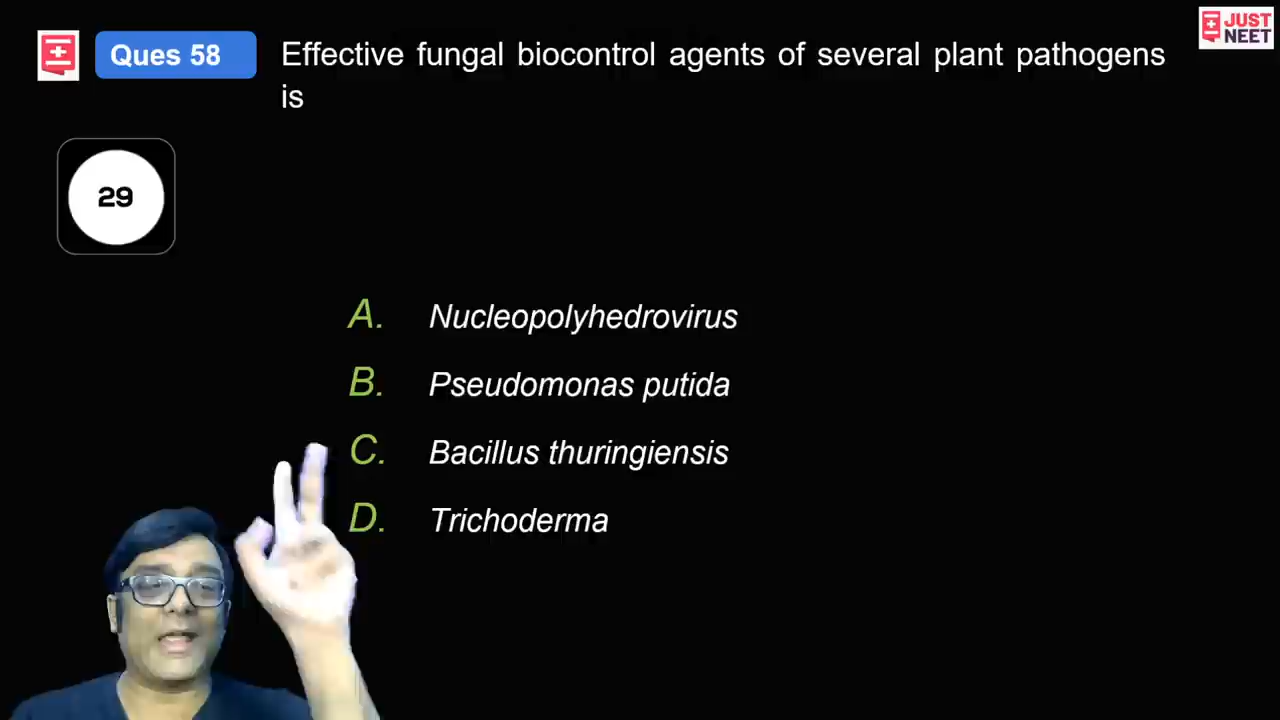 JUST
NEET
Ques 58
Effective fungal biocontrol agents of several plant pathogens
is
29
A. Nucleopolyhedrovirus
B. Pseudomonas putida
C. Bacillus thuringiensis
D. Trichoderma